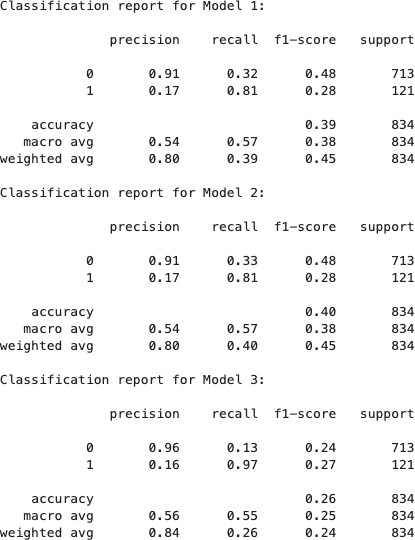 Classification report for Model 1:
precision recall f1-score support
0 0.91 0.32 0.48 713
1 0.17 0.81 0.28 121
accuracy 0.39 834
macro avg 0.54 0.57 0.38 834
weighted avg 0.80 0.39 0.45 834
Classification report for Model 2:
precision recall f1-score support
0 0.91 0.33 0.48 713
1 0.17 0.81 0.28 121
accuracy 0.40 834
macro avg 0.54 0.57 0.38 834
weighted avg 0.80 0.40 0.45 834
Classification report for Model 3:
precision recall f1-score support
0 0.96 0.13 0.24 713
1 0.16 0.97 0.27 121
accuracy 0.26 834
macro avg 0.56 0.55 0.25 834
weighted avg 0.84 0.26 0.24 834